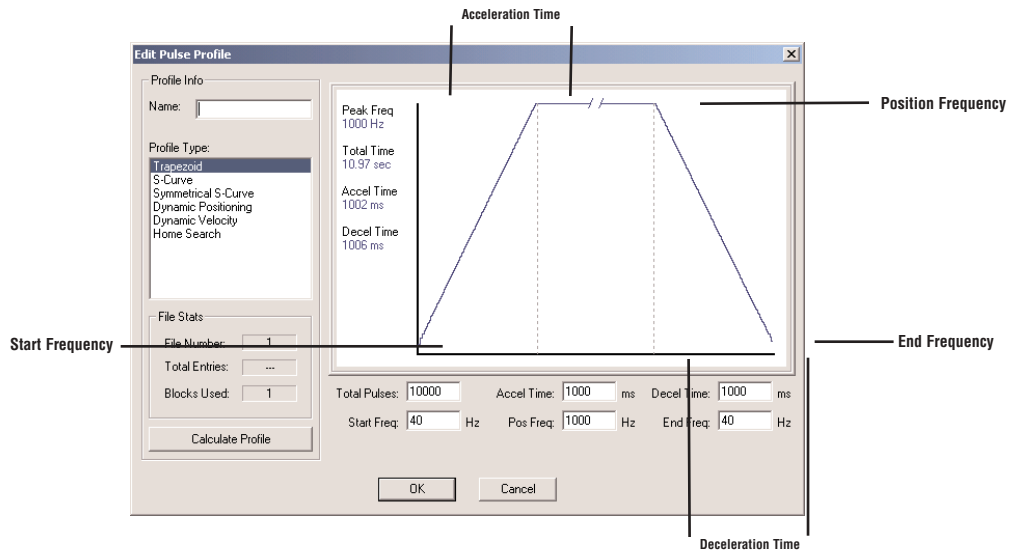 Acceleration Time
Edit Pulse Profile
Profile Info
Name:
Profile Type:
Trapezoid
S-Curve
Symmetrical S-Curve
Dynamic Positioning
Dynamic Velocity
Home Search
Peak Freq
1000 Hz
Total Time
10.97 sec
Accel Time
1002 ms
Decel Time
1006 ms
Position Frequency
File Stats
Start Frequency
File Number: 1
Total Entries: ---
Blocks Used: 1
Calculate Profile
End Frequency
Total Pulses: 10000 Accel Time: 1000 ms Decel Time: 1000 ms
Start Freq: 40 Hz Pos Freq: 1000 Hz End Freq: 40 Hz
OK Cancel
Deceleration Time